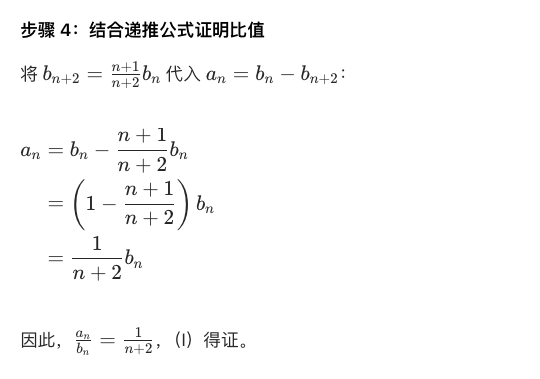 步骤 4：结合递推公式证明比值
将 $b_{n+2} = \frac{n+1}{n+2} b_n$ 代入 $a_n = b_n - b_{n+2}$：
$a_n = b_n - \frac{n+1}{n+2} b_n$
$= \left( 1 - \frac{n+1}{n+2} \right) b_n$
$= \frac{1}{n+2} b_n$
因此，$\frac{a_n}{b_n} = \frac{1}{n+2}$，（I）得证。